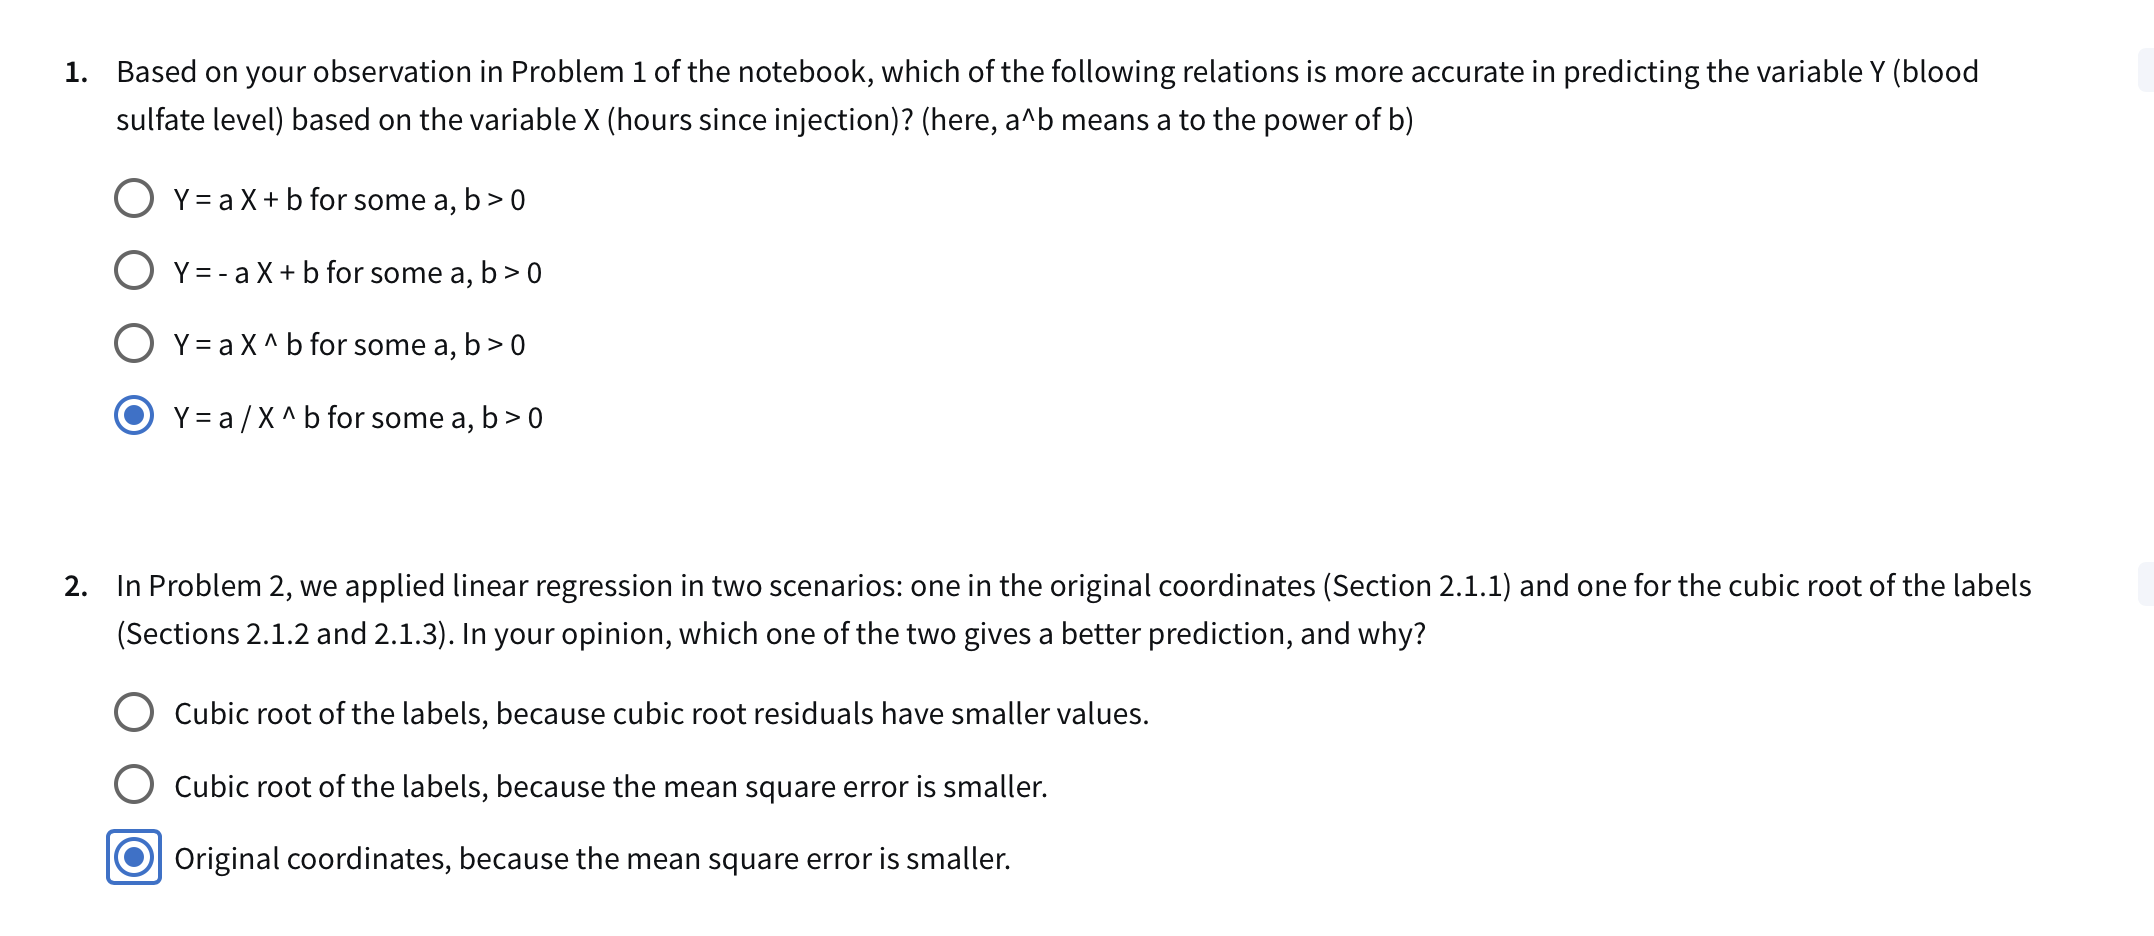 1. Based on your observation in Problem 1 of the notebook, which of the following relations is more accurate in predicting the variable Y (blood
sulfate level) based on the variable X (hours since injection)? (here, a^b means a to the power of b)
Y = a X + b for some a, b > 0
Y = - a X + b for some a, b > 0
Y = a X ^ b for some a, b > 0
Y = a / X ^ b for some a, b > 0
2. In Problem 2, we applied linear regression in two scenarios: one in the original coordinates (Section 2.1.1) and one for the cubic root of the labels
(Sections 2.1.2 and 2.1.3). In your opinion, which one of the two gives a better prediction, and why?
Cubic root of the labels, because cubic root residuals have smaller values.
Cubic root of the labels, because the mean square error is smaller.
Original coordinates, because the mean square error is smaller.